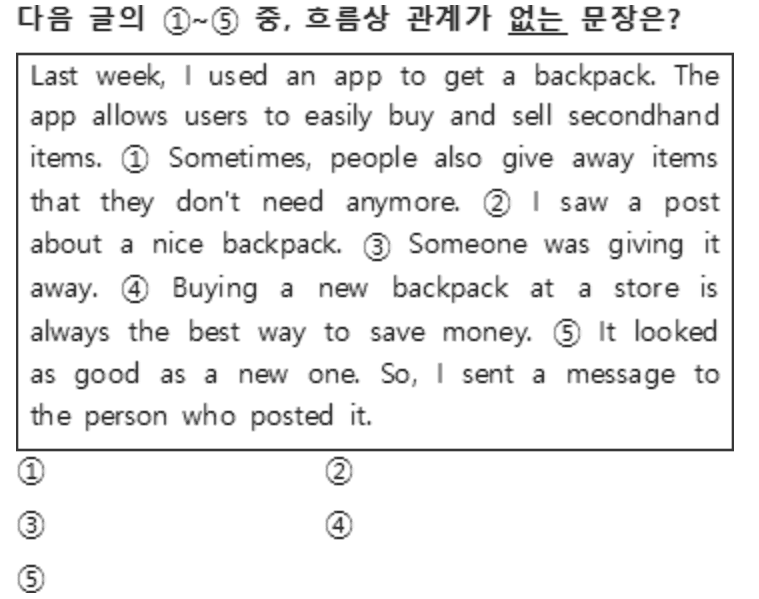 다음 글의 ①~⑤ 중, 흐름상 관계가 없는 문장은?
Last week, I used an app to get a backpack. The
app allows users to easily buy and sell secondhand
items. ① Sometimes, people also give away items
that they don't need anymore. ② I saw a post
about a nice backpack. ③ Someone was giving it
away. ④ Buying a new backpack at a store is
always the best way to save money. ⑤ It looked
as good as a new one. So, I sent a message to
the person who posted it.
① ②
③ ④
⑤